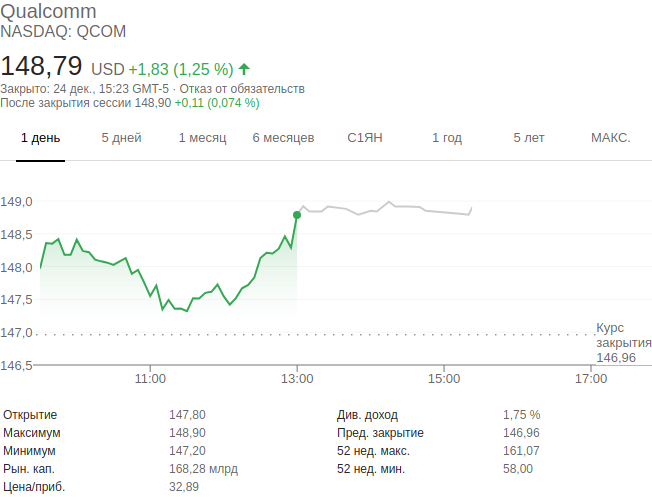 Qualcomm
NASDAQ: QCOM
148,79 USD +1,83 (1,25 %)
Закрыто: 24 дек., 15:23 GMT-5 · Отказ от обязательств
После закрытия сессии 148,90 +0,11 (0,074 %)
1 день 5 дней 1 месяц 6 месяцев С1ЯН 1 год 5 лет МАКС.
149,0
148,5
148,0
147,5
147,0
Курс
закрытия
146,96
146,5
11:00 13:00 15:00 17:00
Открытие 147,80 Див. доход 1,75 %
Максимум 148,90 Пред. закрытие 146,96
Минимум 147,20 52 нед. макс. 161,07
Рын. кап. 168,28 млрд 52 нед. мин. 58,00
Цена/приб. 32,89